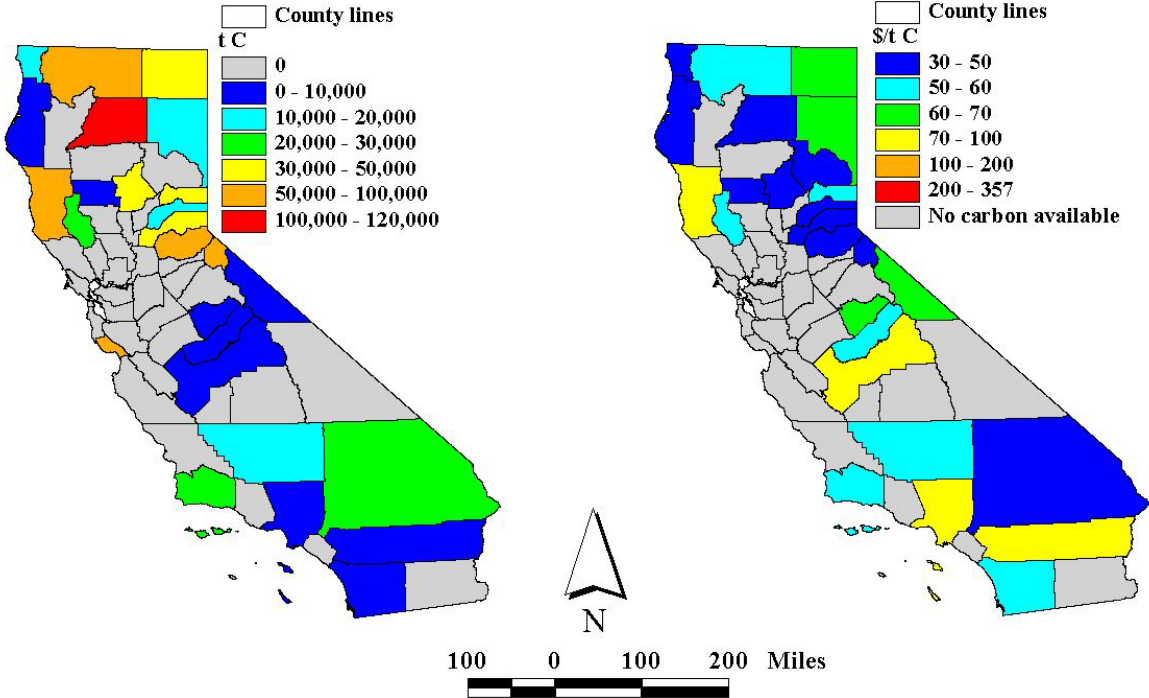 County lines
t C
0
0 - 10,000
10,000 - 20,000
20,000 - 30,000
30,000 - 50,000
50,000 - 100,000
100,000 - 120,000
County lines
$/t C
30 - 50
50 - 60
60 - 70
70 - 100
100 - 200
200 - 357
No carbon available
N
100 0 100 200 Miles